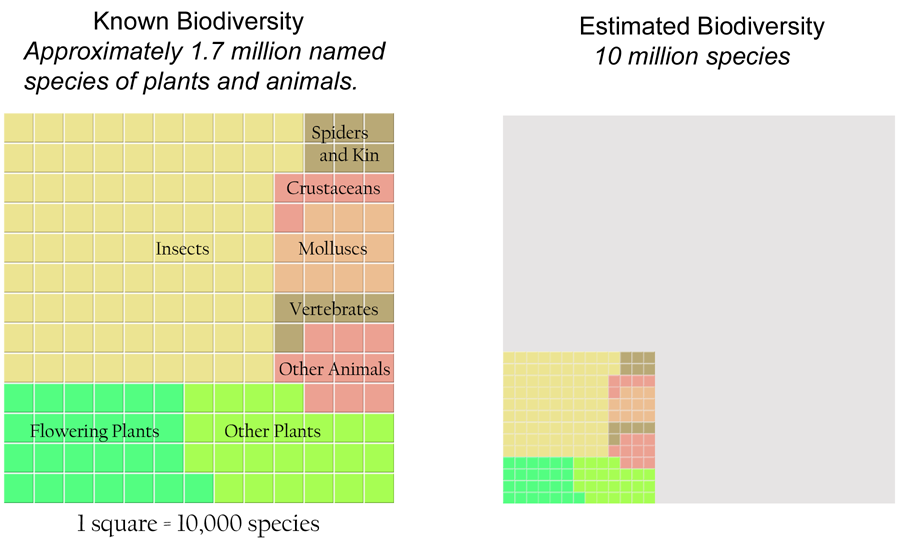 Known Biodiversity
Approximately 1.7 million named
species of plants and animals.
Spiders
and Kin
Crustaceans
Insects
Molluscs
Vertebrates
Other Animals
Flowering Plants
Other Plants
1 square = 10,000 species
Estimated Biodiversity
10 million species